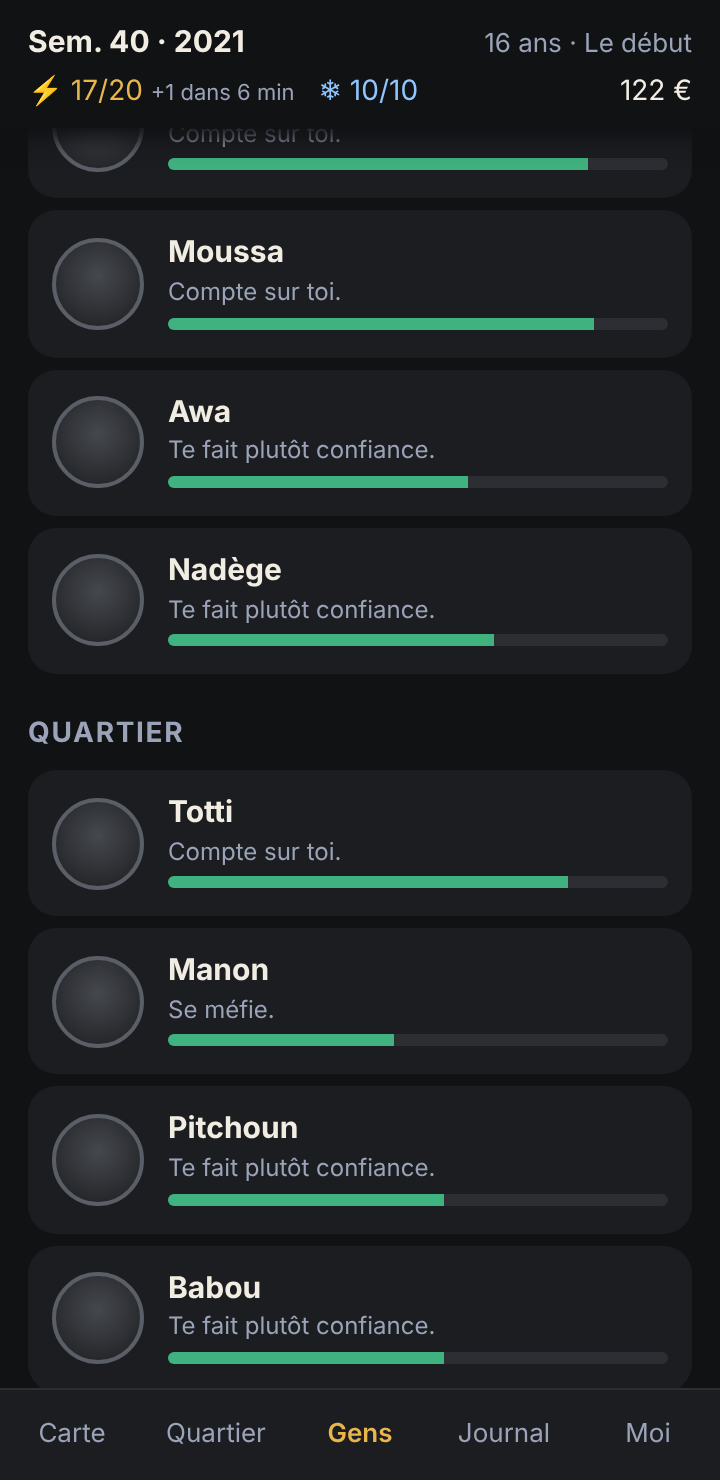 Sem. 40 · 2021
16 ans · Le début
⚡ 17/20 +1 dans 6 min ❄ 10/10
122 €
Compte sur toi.
Moussa
Compte sur toi.
Awa
Te fait plutôt confiance.
Nadège
Te fait plutôt confiance.
QUARTIER
Totti
Compte sur toi.
Manon
Se méfie.
Pitchoun
Te fait plutôt confiance.
Babou
Te fait plutôt confiance.
Carte
Quartier
Gens
Journal
Moi